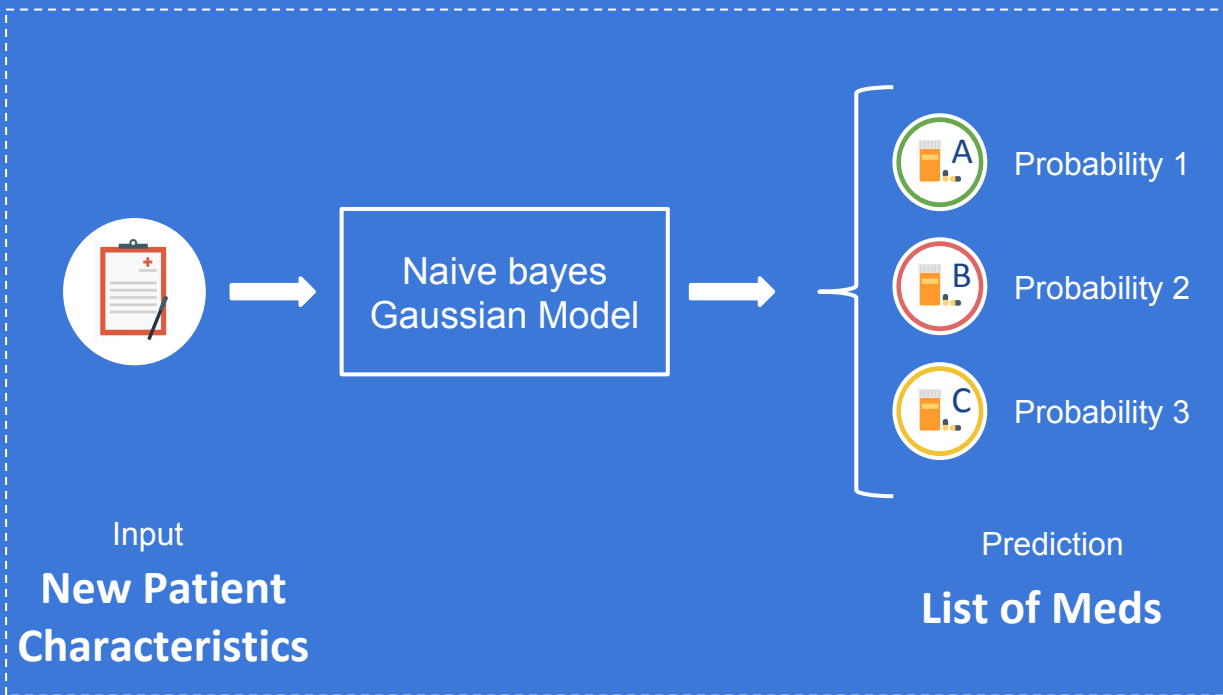 A
Probability 1
Naive bayes
Gaussian Model
B
Probability 2
C
Probability 3
Input
New Patient
Characteristics
Prediction
List of Meds